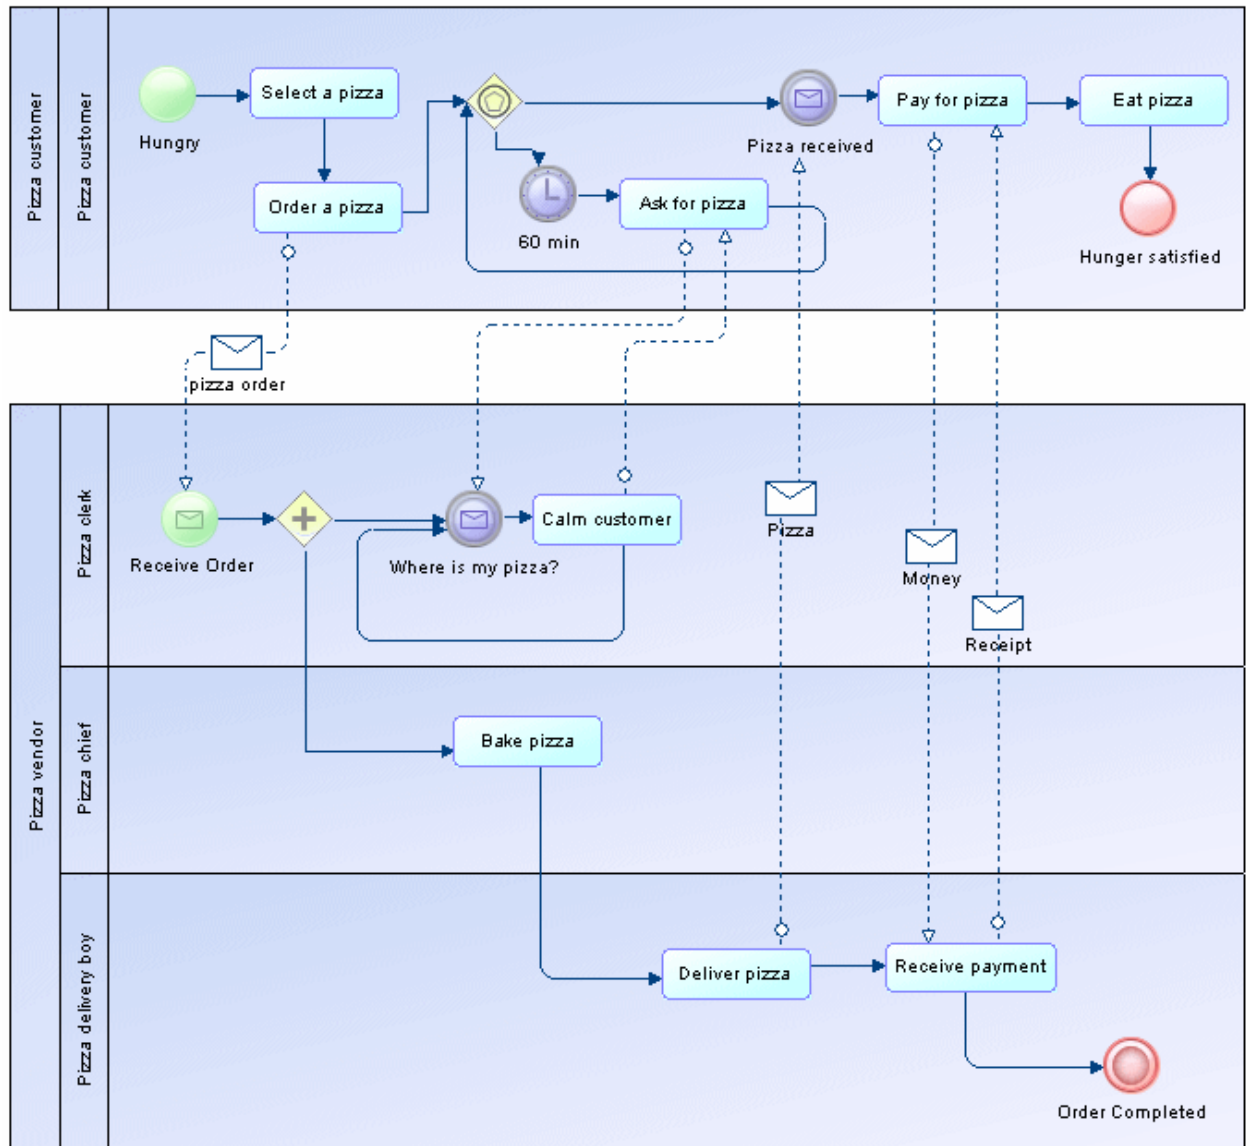 Pizza customer
Pizza customer
Hungry
Select a pizza
Order a pizza
60 min
Ask for pizza
Pizza received
Pay for pizza
Eat pizza
Hunger satisfied
pizza order
Pizza vendor
Pizza clerk
Receive Order
Where is my pizza?
Calm customer
Pizza
Money
Receipt
Pizza chief
Bake pizza
Pizza delivery boy
Deliver pizza
Receive payment
Order Completed